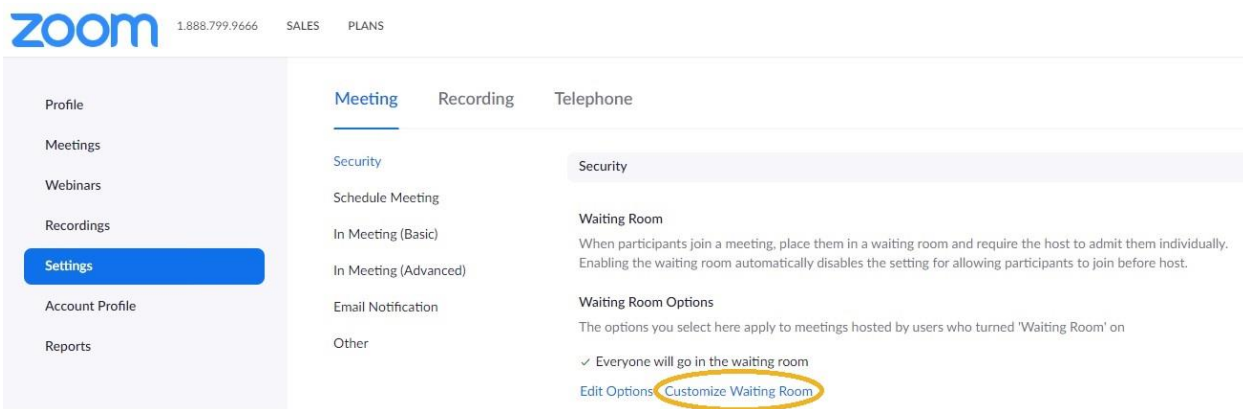 zoom 1.888.799.9666 SALES PLANS
Profile
Meetings
Webinars
Recordings
Settings
Account Profile
Reports
Meeting Recording Telephone
Security
Schedule Meeting
In Meeting (Basic)
In Meeting (Advanced)
Email Notification
Other
Security
Waiting Room
When participants join a meeting, place them in a waiting room and require the host to admit them individually.
Enabling the waiting room automatically disables the setting for allowing participants to join before host.
Waiting Room Options
The options you select here apply to meetings hosted by users who turned 'Waiting Room' on
✓ Everyone will go in the waiting room
Edit Options Customize Waiting Room